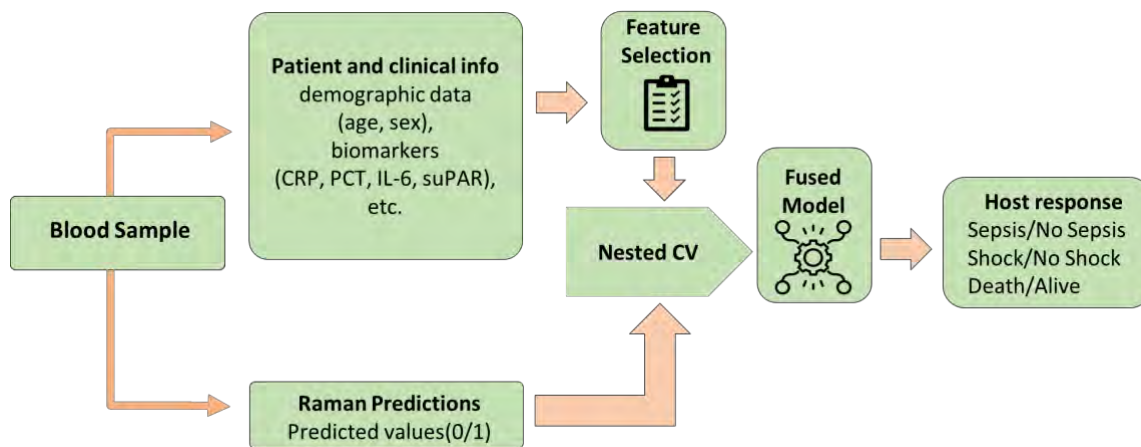 Blood Sample
Patient and clinical info
demographic data
(age, sex),
biomarkers
(CRP, PCT, IL-6, suPAR),
etc.
Feature
Selection
Nested CV
Fused
Model
Host response
Sepsis/No Sepsis
Shock/No Shock
Death/Alive
Raman Predictions
Predicted values(0/1)